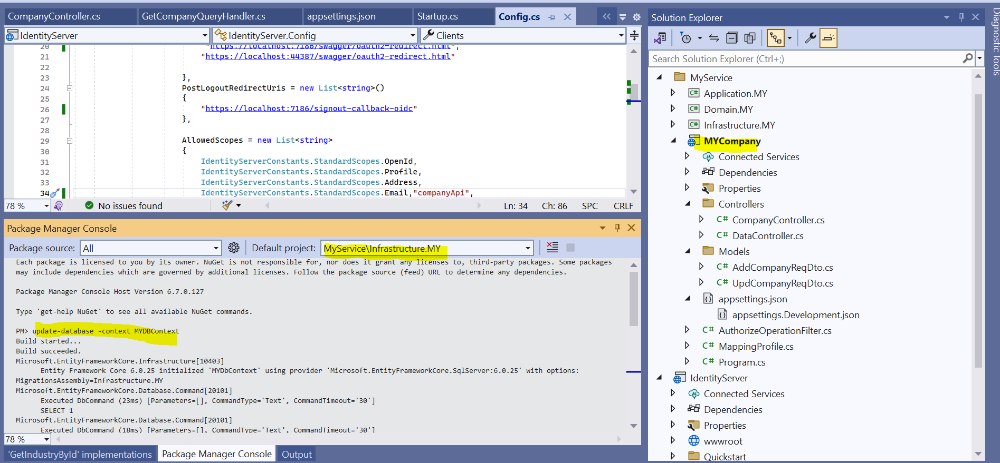 CompanyController.cs
GetCompanyQueryHandler.cs
appsettings.json
Startup.cs
Config.cs
IdentityServer
IdentityServer.Config
Clients
20 "https://localhost:7186/swagger/oauth2-redirect.html",
21 "https://localhost:44387/swagger/oauth2-redirect.html"
22
23 },
24 PostLogoutRedirectUris = new List<string>()
25 {
26 "https://localhost:7186/signout-callback-oidc"
27 },
28
29 AllowedScopes = new List<string>
30 {
31 IdentityServerConstants.StandardScopes.OpenId,
32 IdentityServerConstants.StandardScopes.Profile,
33 IdentityServerConstants.StandardScopes.Address,
34 IdentityServerConstants.StandardScopes.Email,"companyApi",
78 %
No issues found
Ln: 34 Ch: 86 SPC CRLF
Package Manager Console
Package source: All
Default project: MyService\Infrastructure.MY
Each package is licensed to you by its owner. NuGet is not responsible for, nor does it grant any licenses to, third-party packages. Some packages
may include dependencies which are governed by additional licenses. Follow the package source (feed) URL to determine any dependencies.
Package Manager Console Host Version 6.7.0.127
Type 'get-help NuGet' to see all available NuGet commands.
PM> update-database -context MYDBContext
Build started...
Build succeeded.
Microsoft.EntityFrameworkCore.Infrastructure[10403]
Entity Framework Core 6.0.25 initialized 'MYDbContext' using provider 'Microsoft.EntityFrameworkCore.SqlServer:6.0.25' with options:
MigrationsAssembly=Infrastructure.MY
Microsoft.EntityFrameworkCore.Database.Command[20101]
Executed DbCommand (23ms) [Parameters=[], CommandType='Text', CommandTimeout='30']
SELECT 1
Microsoft.EntityFrameworkCore.Database.Command[20101]
Executed DbCommand (18ms) [Parameters=[], CommandType='Text', CommandTimeout='30']
78 %
'GetIndustryById' implementations
Package Manager Console
Output
Solution Explorer
Search Solution Explorer (Ctrl+;)
MyService
C# Application.MY
C# Domain.MY
C# Infrastructure.MY
MYCompany
Connected Services
Dependencies
Properties
Controllers
C# CompanyController.cs
C# DataController.cs
Models
C# AddCompanyReqDto.cs
C# UpdCompanyReqDto.cs
appsettings.json
appsettings.Development.json
C# AuthorizeOperationFilter.cs
C# MappingProfile.cs
C# Program.cs
IdentityServer
Connected Services
Dependencies
Properties
wwwroot
Quickstart
Diagnostic Tools